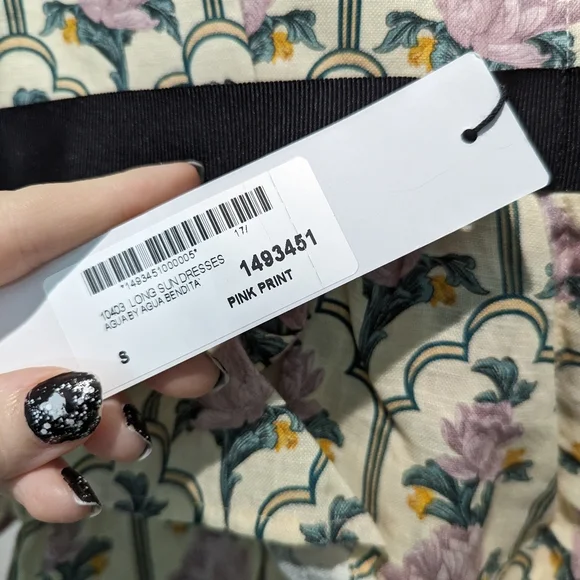 *1493451000005*
17/
10403 LONG SUN DRESSES
1493451
AGUA BY AGUA BENDITA
PINK PRINT
S